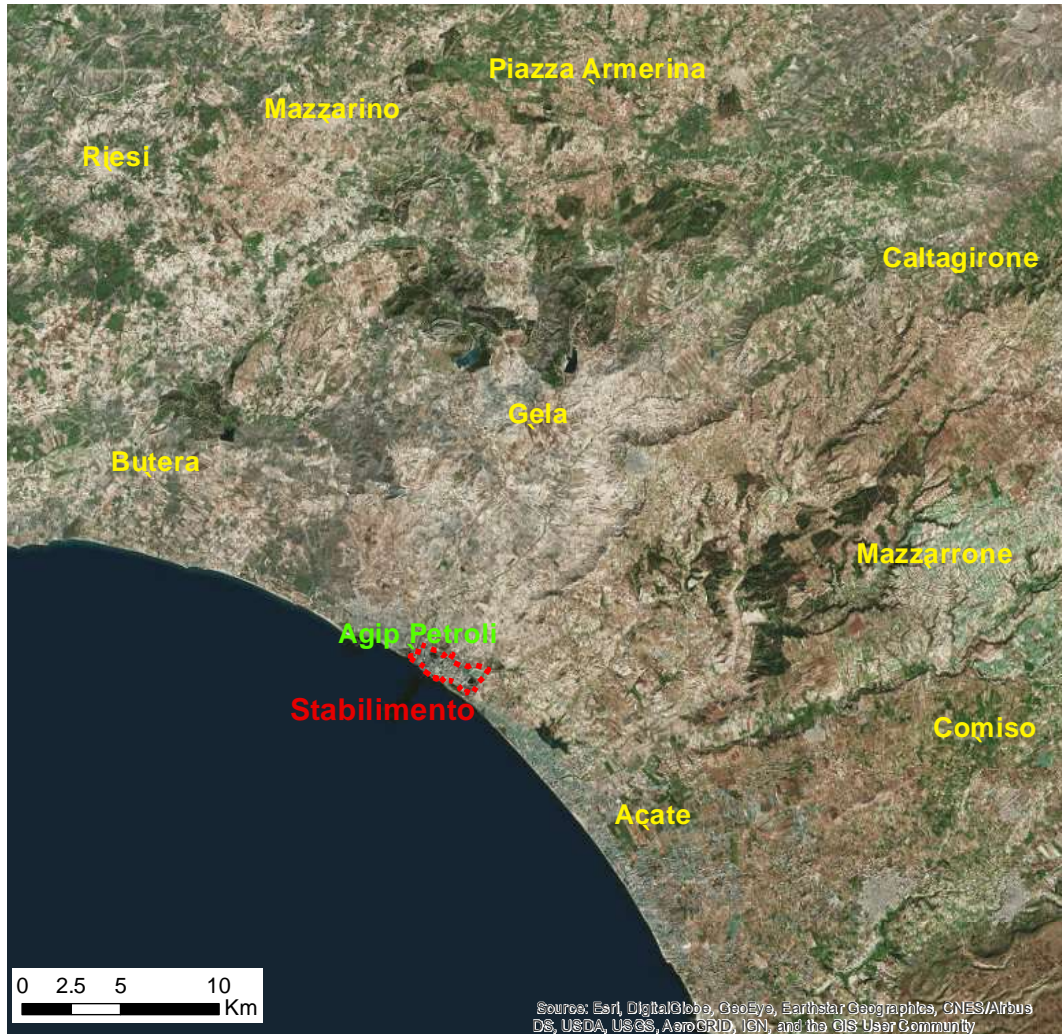 Piazza Armerina
Mazzarino
Riesi
Caltagirone
Gela
Butera
Mazzarrone
Agip Petroli
Stabilimento
Comiso
Acate
0 2.5 5 10
Km
Source: Esri, DigitalGlobe, GeoEye, Earthstar Geographics, CNES/Airbus
DS, USDA, USGS, AeroGRID, IGN, and the GIS User Community